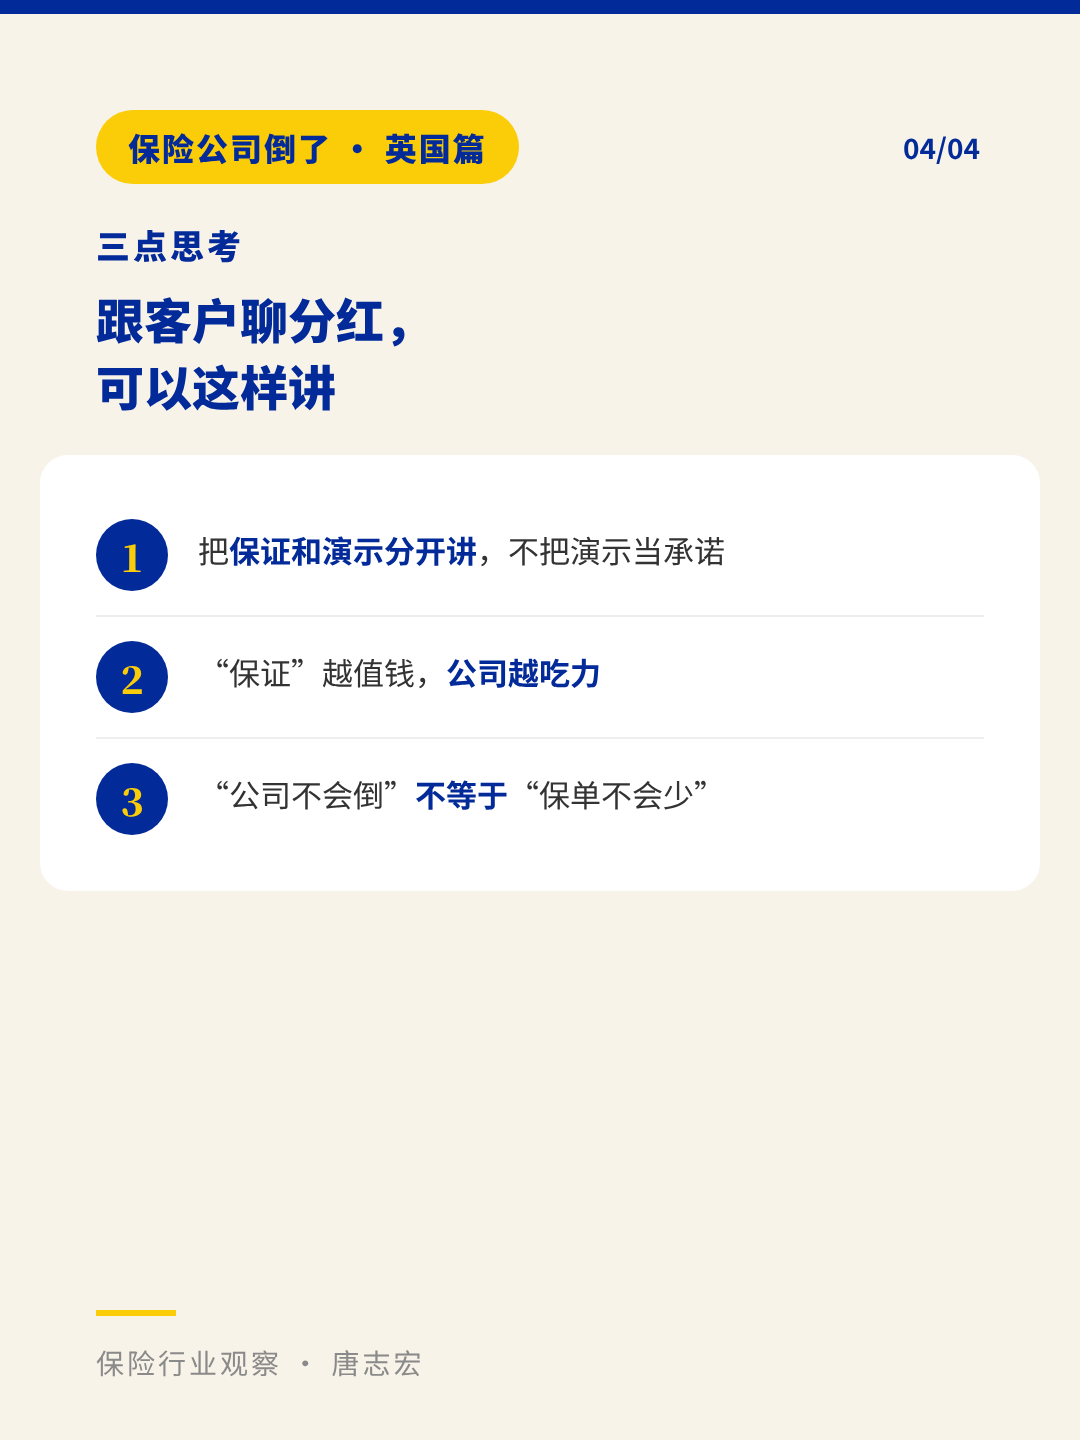 保险公司倒了 · 英国篇
04/04
三点思考
跟客户聊分红，
可以这样讲
1 把保证和演示分开讲，不把演示当承诺
2 “保证”越值钱，公司越吃力
3 “公司不会倒”不等于“保单不会少”
保险行业观察 · 唐志宏